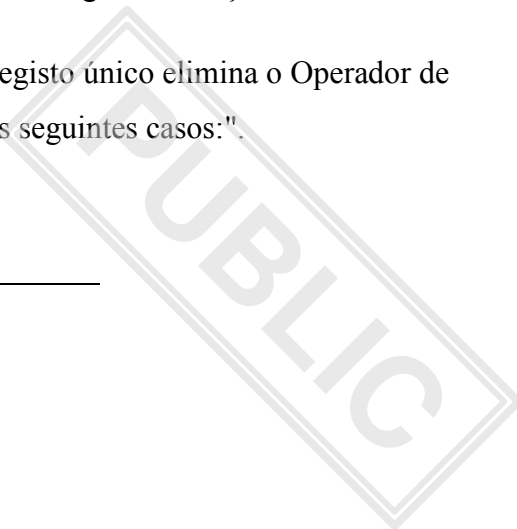 egisto único elimina o Operador de
s seguintes casos:".
PUBLIC